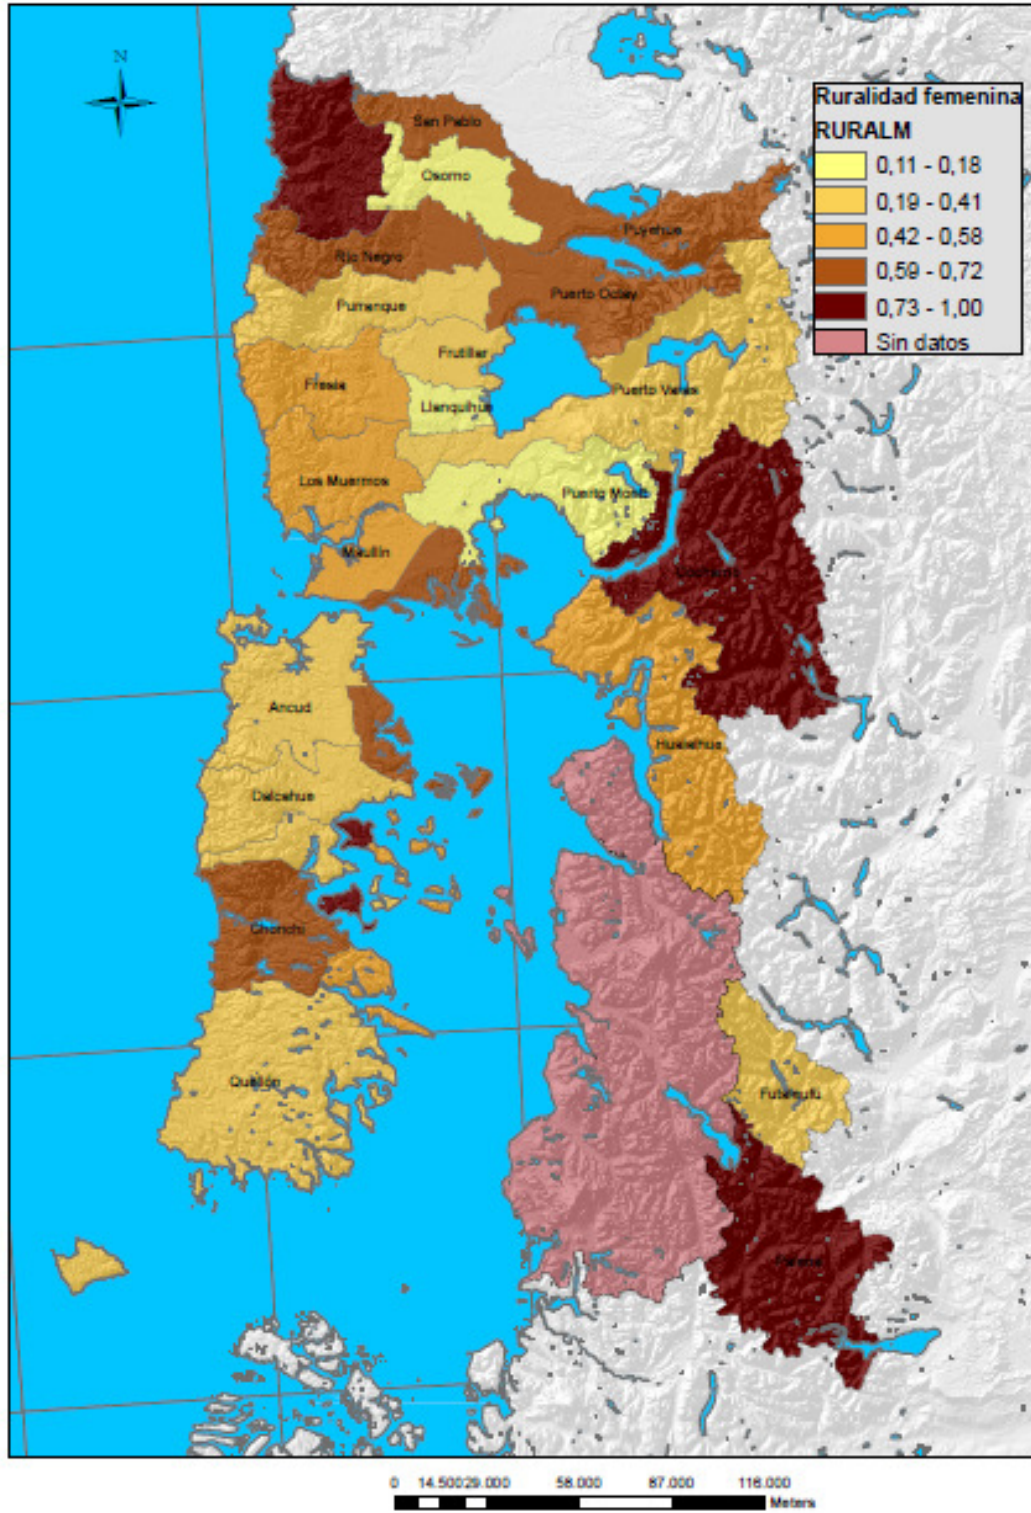 N
Ruralidad femenina
RURALM
0,11 - 0,18
0,19 - 0,41
0,42 - 0,58
0,59 - 0,72
0,73 - 1,00
Sin datos
San Pablo
Osorno
Puyehue
Río Negro
Puerto Octay
Purranque
Frutillar
Fresia
Puerto Varas
Llanquihue
Los Muermos
Puerto Montt
Maullín
Ancud
Hualaihue
Dalcahue
Chonchi
Quellón
Futaleufú
0 14.500 29.000 58.000 87.000 116.000
Meters